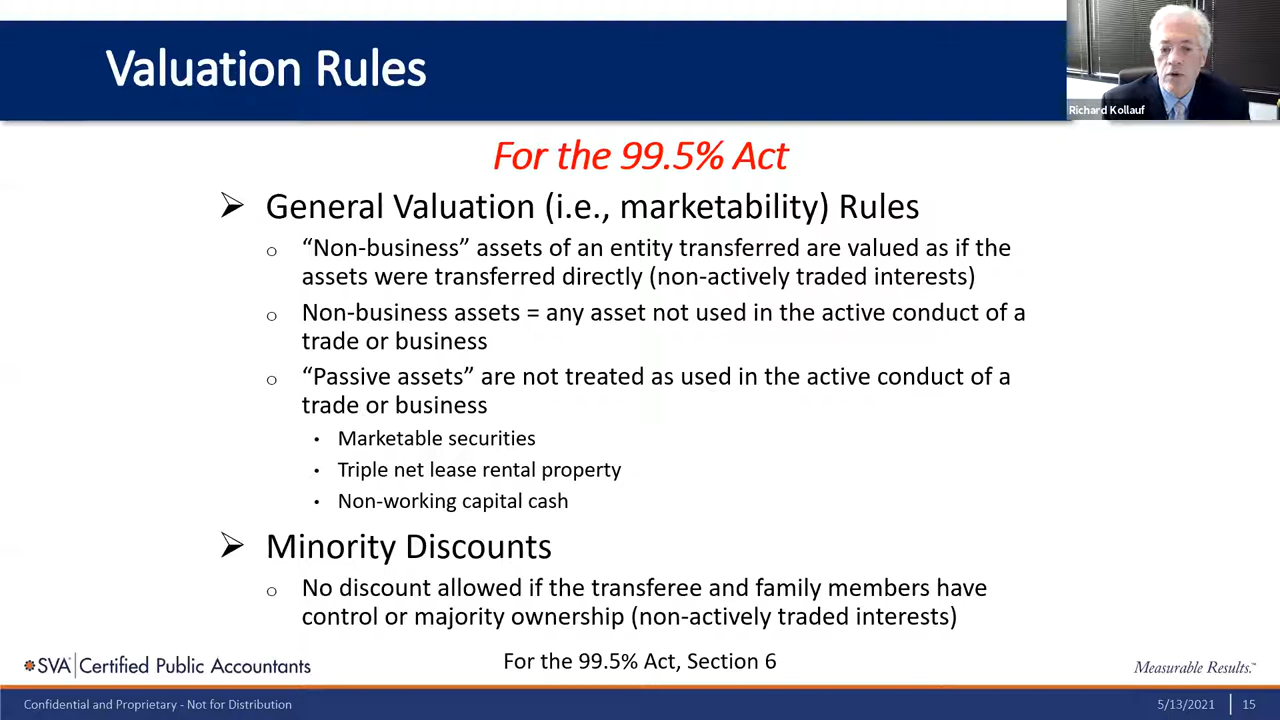 Valuation Rules
Richard Kollauf
For the 99.5% Act
General Valuation (i.e., marketability) Rules
“Non-business” assets of an entity transferred are valued as if the
assets were transferred directly (non-actively traded interests)
Non-business assets = any asset not used in the active conduct of a
trade or business
“Passive assets” are not treated as used in the active conduct of a
trade or business
Marketable securities
Triple net lease rental property
Non-working capital cash
Minority Discounts
No discount allowed if the transferee and family members have
control or majority ownership (non-actively traded interests)
For the 99.5% Act, Section 6
SVA Certified Public Accountants
Measurable Results.™
Confidential and Proprietary - Not for Distribution
5/13/2021 15